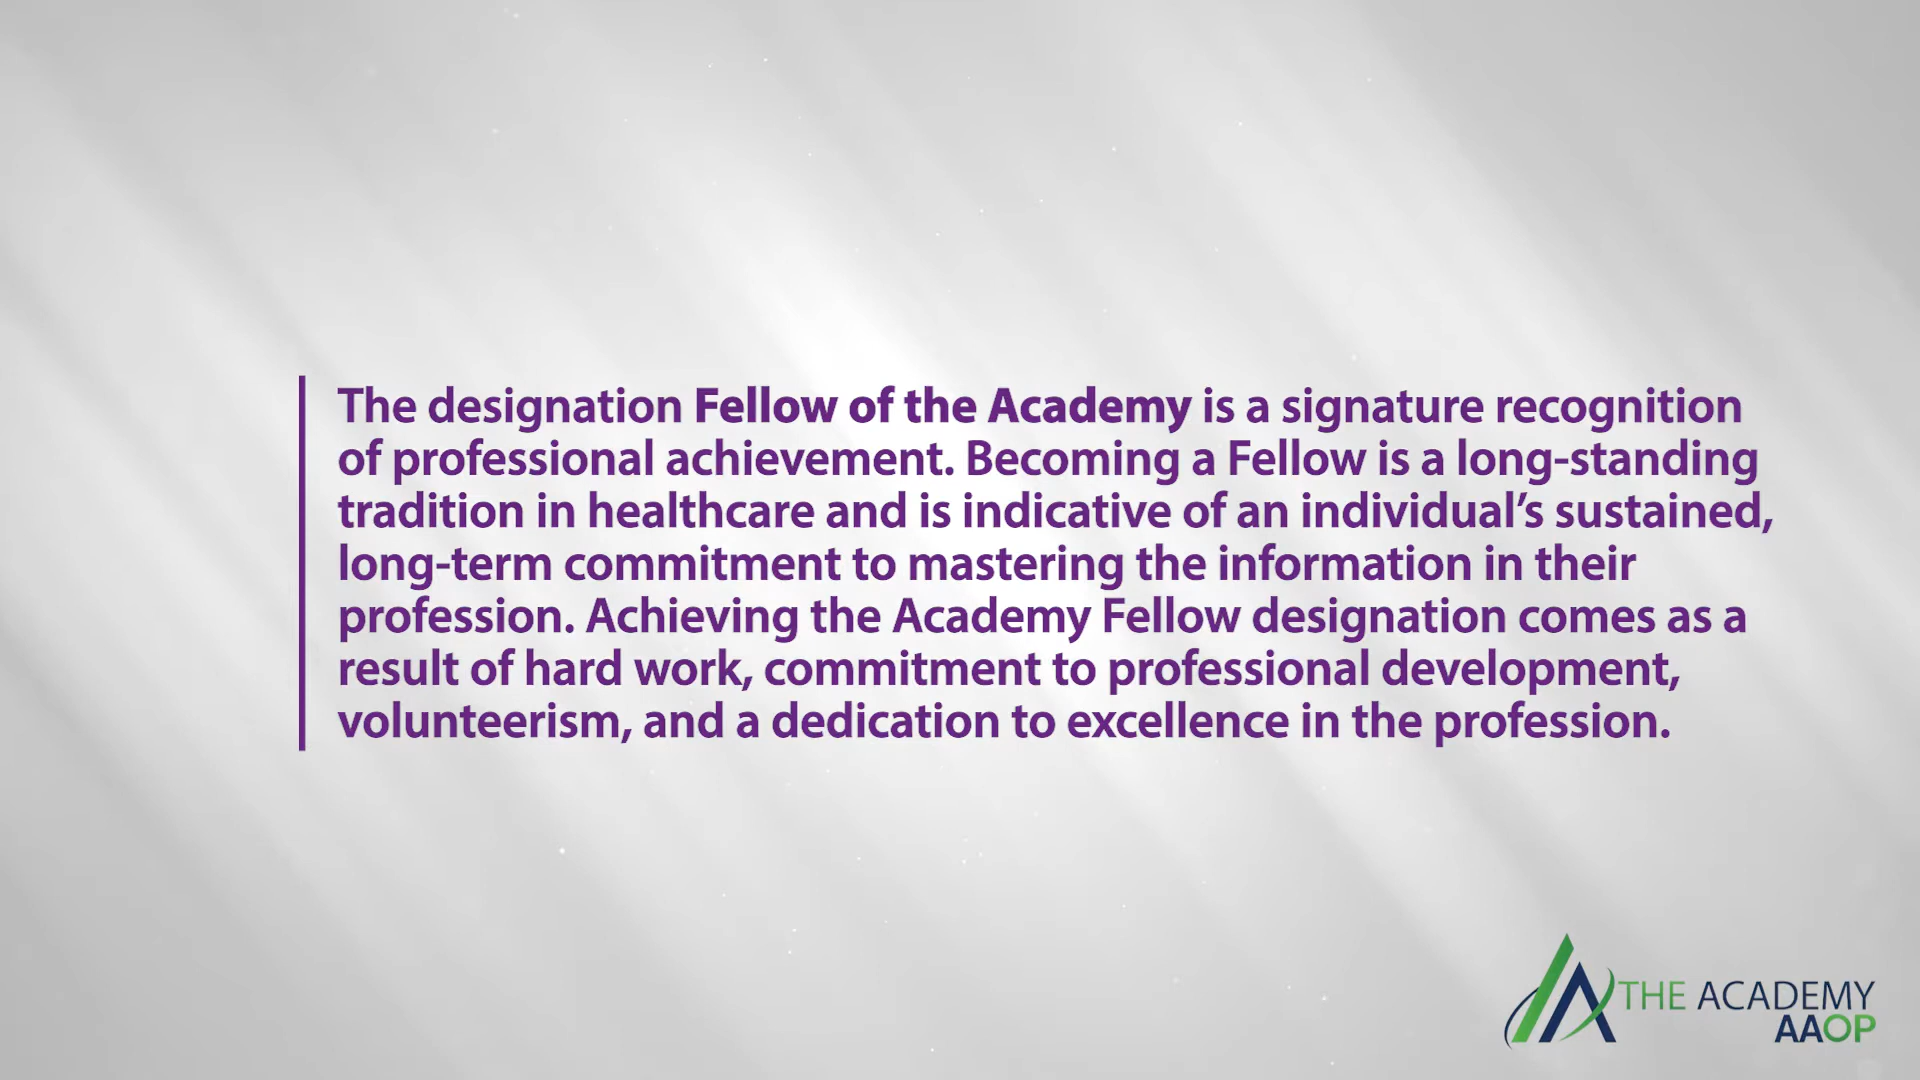 The designation Fellow of the Academy is a signature recognition
of professional achievement. Becoming a Fellow is a long-standing
tradition in healthcare and is indicative of an individual’s sustained,
long-term commitment to mastering the information in their
profession. Achieving the Academy Fellow designation comes as a
result of hard work, commitment to professional development,
volunteerism, and a dedication to excellence in the profession.
THE ACADEMY
AAOP